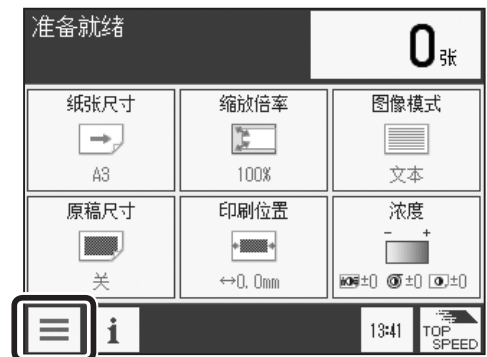 准备就绪
0张
纸张尺寸 缩放倍率 图像模式
A3 100% 文本
原稿尺寸 印刷位置 浓度
- +
关 ↔0.0mm ±0 ±0 ±0
i 13:41 TOP SPEED